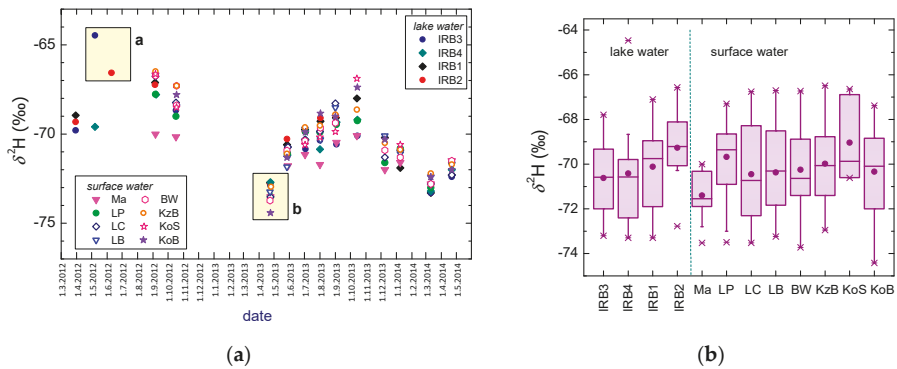 -65
-70
-75
δ²H (‰)
a
b
lake water
IRB3
IRB4
IRB1
IRB2
surface water
Ma
LP
LC
LB
BW
KzB
KoS
KoB
1.3.2012
1.4.2012
1.5.2012
1.6.2012
1.7.2012
1.8.2012
1.9.2012
1.10.2012
1.11.2012
1.12.2012
1.1.2013
1.2.2013
1.3.2013
1.4.2013
1.5.2013
1.6.2013
1.7.2013
1.8.2013
1.9.2013
1.10.2013
1.11.2013
1.12.2013
1.1.2014
1.2.2014
1.3.2014
1.4.2014
1.5.2014
date
(a)
-64
-66
-68
-70
-72
-74
δ²H (‰)
lake water
surface water
IRB3
IRB4
IRB1
IRB2
Ma
LP
LC
LB
BW
KzB
KoS
KoB
(b)